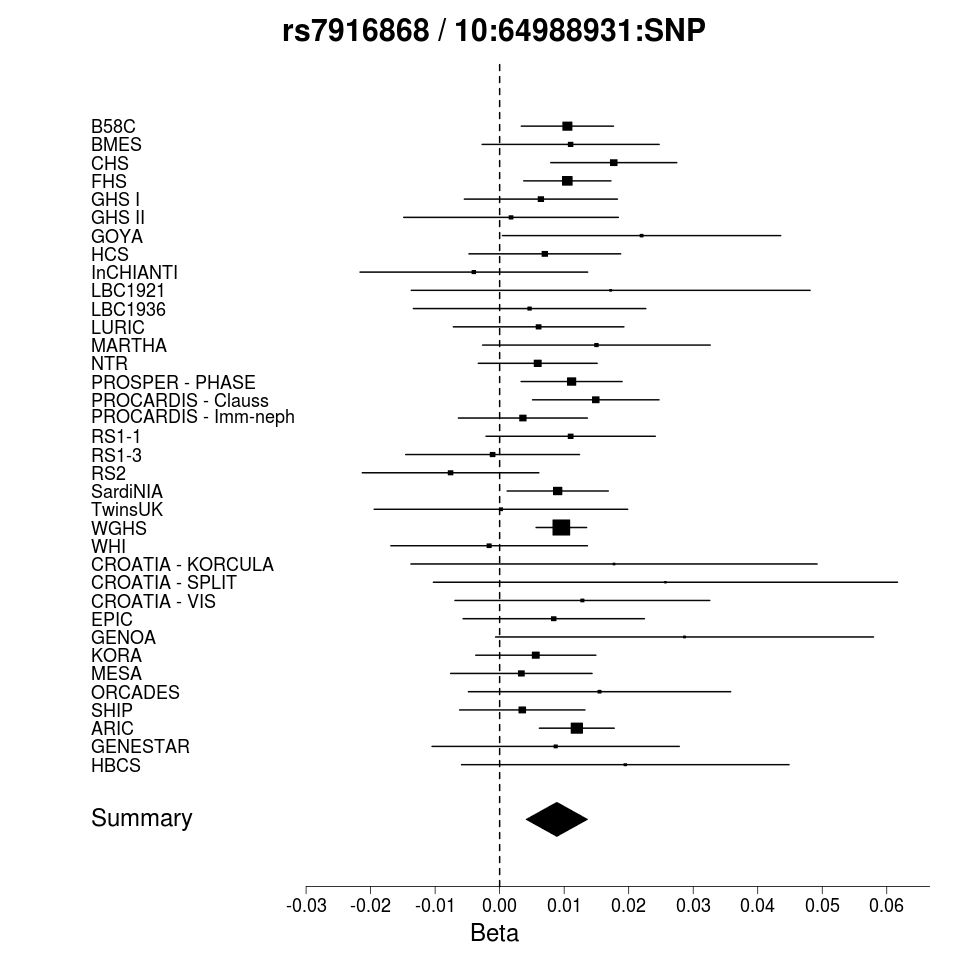 rs7916868 / 10:64988931:SNP
B58C
BMES
CHS
FHS
GHS I
GHS II
GOYA
HCS
InCHIANTI
LBC1921
LBC1936
LURIC
MARTHA
NTR
PROSPER - PHASE
PROCARDIS - Clauss
PROCARDIS - Imm-neph
RS1-1
RS1-3
RS2
SardiNIA
TwinsUK
WGHS
WHI
CROATIA - KORCULA
CROATIA - SPLIT
CROATIA - VIS
EPIC
GENOA
KORA
MESA
ORCADES
SHIP
ARIC
GENESTAR
HBCS
Summary
-0.03 -0.02 -0.01 0.00 0.01 0.02 0.03 0.04 0.05 0.06
Beta